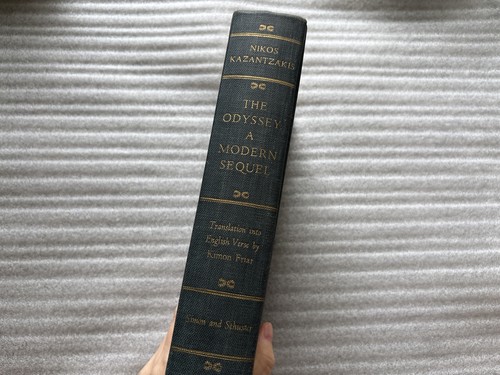 NIKOS
KAZANTZAKIS
THE
ODYSSEY
A
MODERN
SEQUEL
Translation into
English Verse by
Kimon Friar
Simon and Schuster